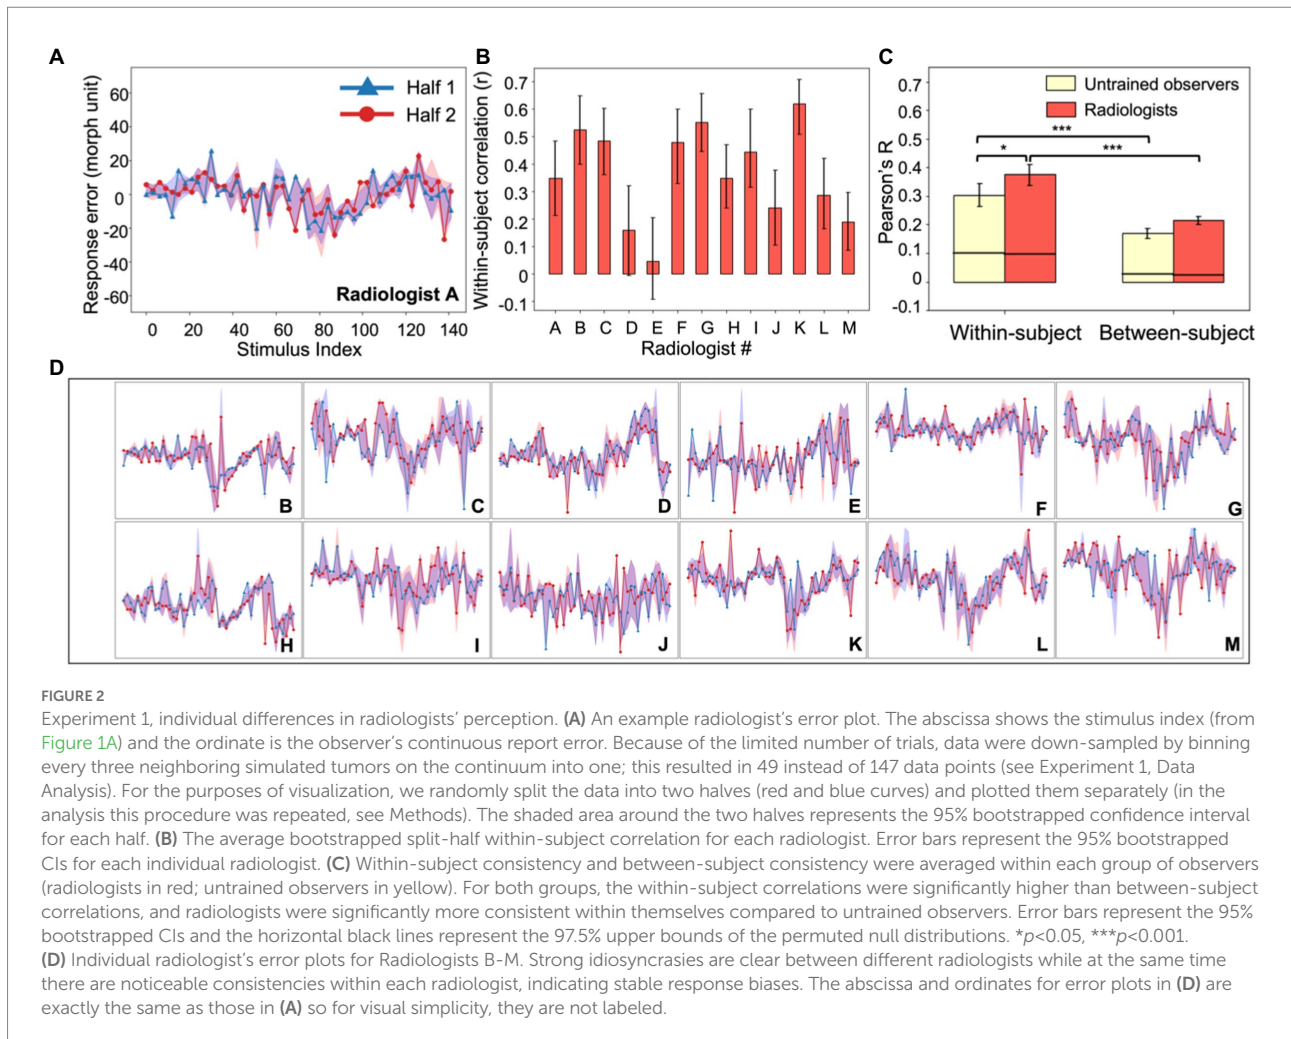 A
Response error (morph unit)
60
40
20
0
-20
-40
-60
Half 1
Half 2
Radiologist A
0 20 40 60 80 100 120 140
Stimulus Index
B
Within-subject correlation (r)
0.7
0.6
0.5
0.4
0.3
0.2
0.1
0
-0.1
A B C D E F G H I J K L M
Radiologist #
C
Pearson's R
0.7
0.5
0.4
0.3
0.2
0.1
0
-0.1
Untrained observers
Radiologists
***
*
***
Within-subject Between-subject
D
B C D E F G
H I J K L M
FIGURE 2
Experiment 1, individual differences in radiologists' perception. (A) An example radiologist's error plot. The abscissa shows the stimulus index (from
Figure 1A) and the ordinate is the observer's continuous report error. Because of the limited number of trials, data were down-sampled by binning
every three neighboring simulated tumors on the continuum into one; this resulted in 49 instead of 147 data points (see Experiment 1, Data
Analysis). For the purposes of visualization, we randomly split the data into two halves (red and blue curves) and plotted them separately (in the
analysis this procedure was repeated, see Methods). The shaded area around the two halves represents the 95% bootstrapped confidence interval
for each half. (B) The average bootstrapped split-half within-subject correlation for each radiologist. Error bars represent the 95% bootstrapped
CIs for each individual radiologist. (C) Within-subject consistency and between-subject consistency were averaged within each group of observers
(radiologists in red; untrained observers in yellow). For both groups, the within-subject correlations were significantly higher than between-subject
correlations, and radiologists were significantly more consistent within themselves compared to untrained observers. Error bars represent the 95%
bootstrapped CIs and the horizontal black lines represent the 97.5% upper bounds of the permuted null distributions. *p<0.05, ***p<0.001.
(D) Individual radiologist's error plots for Radiologists B-M. Strong idiosyncrasies are clear between different radiologists while at the same time
there are noticeable consistencies within each radiologist, indicating stable response biases. The abscissa and ordinates for error plots in (D) are
exactly the same as those in (A) so for visual simplicity, they are not labeled.